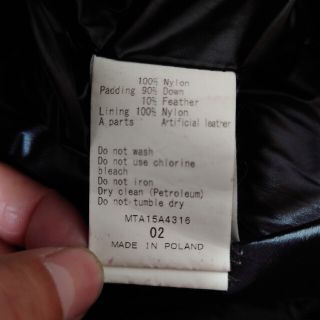 100% Nylon
Padding 90% Down
10% Feather
Lining 100% Nylon
A parts Artificial leather
Do not wash
Do not use chlorine
bleach
Do not iron
Dry clean (Petroleum)
Do not tumble dry
MTA15A4316
02
MADE IN POLAND